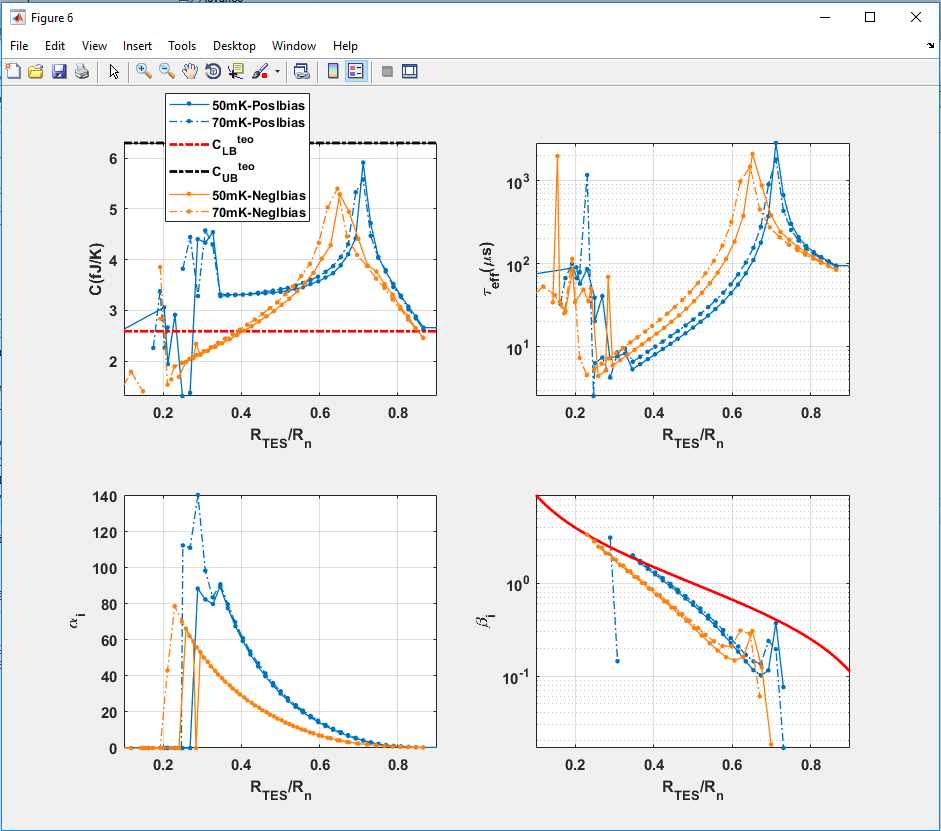 Figure 6
File Edit View Insert Tools Desktop Window Help
50mK-PosIbias
70mK-PosIbias
C_LB^teo
C_UB^teo
50mK-NegIbias
70mK-NegIbias
C(fJ/K)
6
5
4
3
2
0.2 0.4 0.6 0.8
R_TES/R_n
τ_eff(μs)
10^3
10^2
10^1
0.2 0.4 0.6 0.8
R_TES/R_n
α_i
140
120
100
80
60
40
20
0
0.2 0.4 0.6 0.8
R_TES/R_n
β_i
10^0
10^-1
0.2 0.4 0.6 0.8
R_TES/R_n